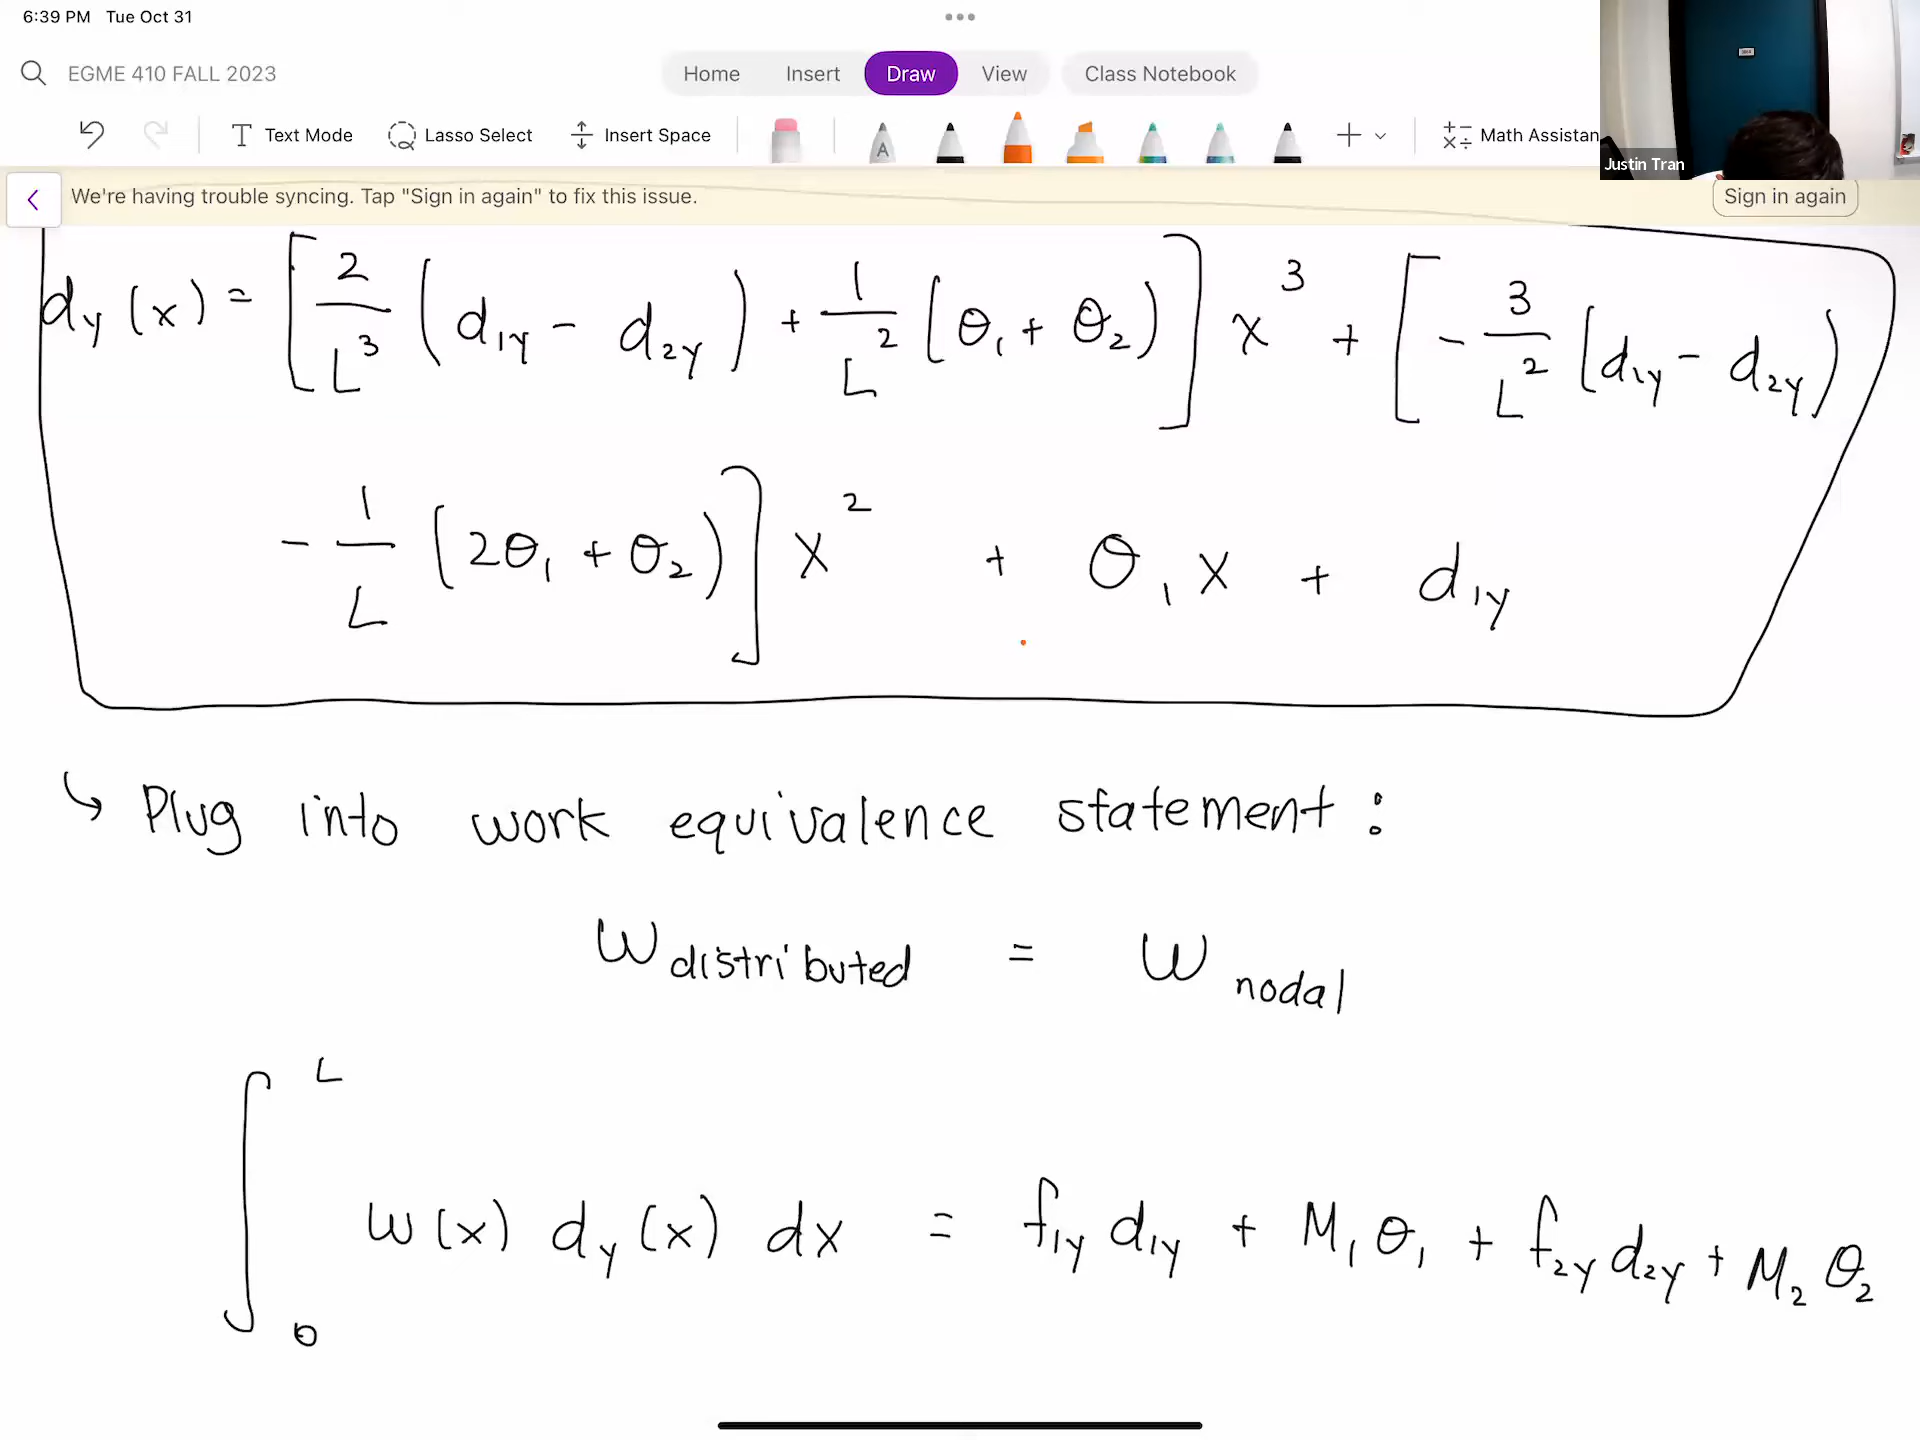 6:39 PM Tue Oct 31
EGME 410 FALL 2023
Home Insert Draw View Class Notebook
Text Mode Lasso Select Insert Space A Math Assistan
Justin Tran
We're having trouble syncing. Tap "Sign in again" to fix this issue. Sign in again
dy (x) = [ 2/L³ (d1y - d2y) + 1/L² (θ1 + θ2) ] x³ + [ - 3/L² (d1y - d2y)
- 1/L (2θ1 + θ2) ] x² + θ1 x + d1y
↳ Plug into work equivalence statement :
W distributed = W nodal
∫₀ᴸ w(x) dy(x) dx = f1y d1y + M1 θ1 + f2y d2y + M2 θ2